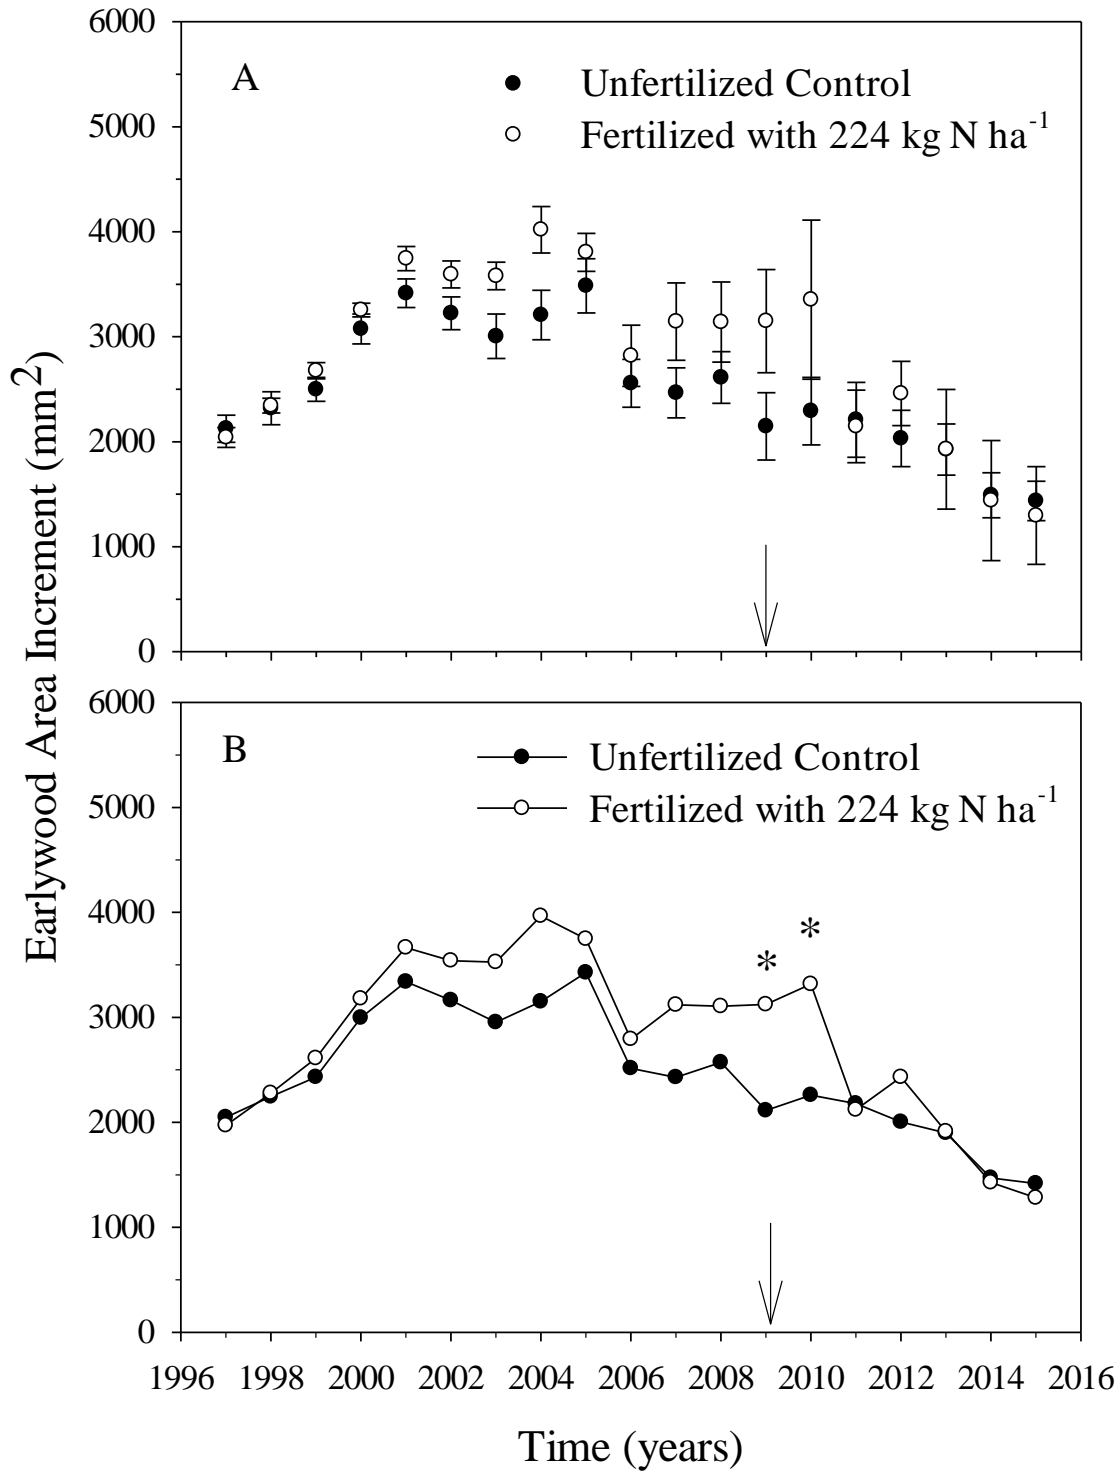 6000
A
Unfertilized Control
5000
Fertilized with 224 kg N ha-1
4000
3000
2000
1000
0
Earlywood Area Increment (mm2)
6000
B
Unfertilized Control
5000
Fertilized with 224 kg N ha-1
4000
*
*
3000
2000
1000
0
1996 1998 2000 2002 2004 2006 2008 2010 2012 2014 2016
Time (years)